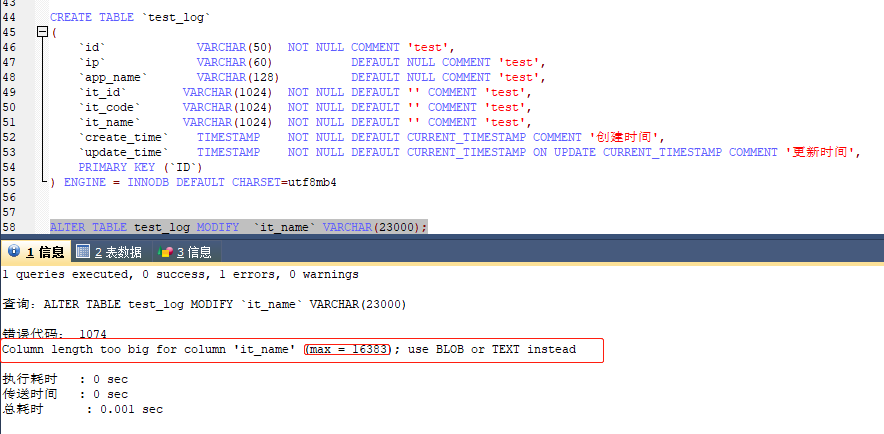 43
44 CREATE TABLE `test_log`
45 (
46 `id` VARCHAR(50) NOT NULL COMMENT 'test',
47 `ip` VARCHAR(60) DEFAULT NULL COMMENT 'test',
48 `app_name` VARCHAR(128) DEFAULT NULL COMMENT 'test',
49 `it_id` VARCHAR(1024) NOT NULL DEFAULT '' COMMENT 'test',
50 `it_code` VARCHAR(1024) NOT NULL DEFAULT '' COMMENT 'test',
51 `it_name` VARCHAR(1024) NOT NULL DEFAULT '' COMMENT 'test',
52 `create_time` TIMESTAMP NOT NULL DEFAULT CURRENT_TIMESTAMP COMMENT '创建时间',
53 `update_time` TIMESTAMP NOT NULL DEFAULT CURRENT_TIMESTAMP ON UPDATE CURRENT_TIMESTAMP COMMENT '更新时间',
54 PRIMARY KEY (`ID`)
55 ) ENGINE = INNODB DEFAULT CHARSET=utf8mb4
56
57
58 ALTER TABLE test_log MODIFY `it_name` VARCHAR(23000);
1 信息 2 表数据 3 信息
1 queries executed, 0 success, 1 errors, 0 warnings
查询: ALTER TABLE test_log MODIFY `it_name` VARCHAR(23000)
错误代码: 1074
Column length too big for column 'it_name' (max = 16383); use BLOB or TEXT instead
执行耗时 : 0 sec
传送时间 : 0 sec
总耗时 : 0.001 sec